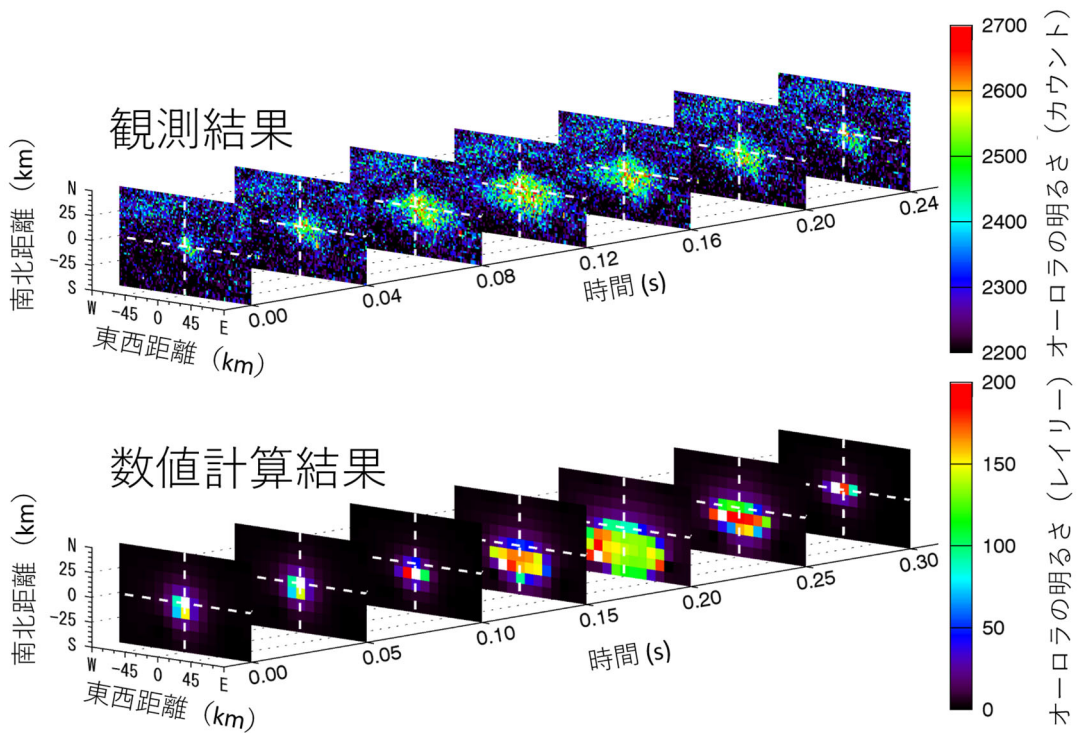 観測結果
南北距離（km）
N
25
0
−25
S
W −45 0 45 E
東西距離（km）
0.00
0.04
0.08
0.12
0.16
0.20
0.24
時間 (s)
2700
2600
2500
2400
2300
2200
オーロラの明るさ（カウント）
数値計算結果
南北距離（km）
N
25
0
−25
S
W −45 0 45 E
東西距離（km）
0.00
0.05
0.10
0.15
0.20
0.25
0.30
時間 (s)
200
150
100
50
0
オーロラの明るさ（レイリー）